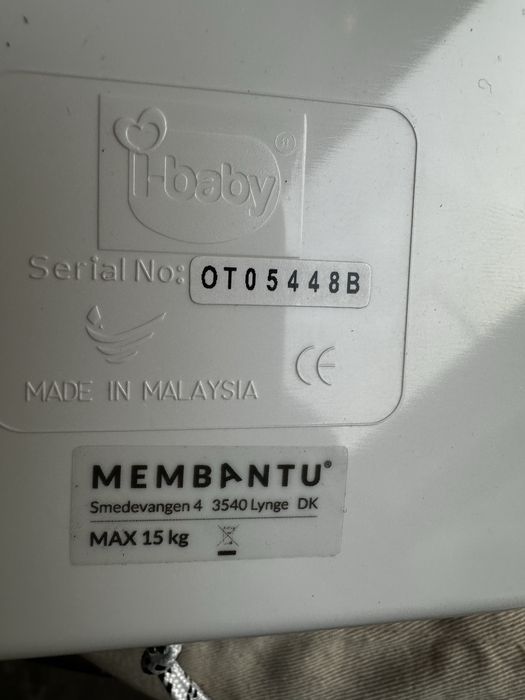 i-baby®
Serial No: OT05448B
CE
MADE IN MALAYSIA
MEMBANTU®
Smedevangen 4 3540 Lynge DK
MAX 15 kg